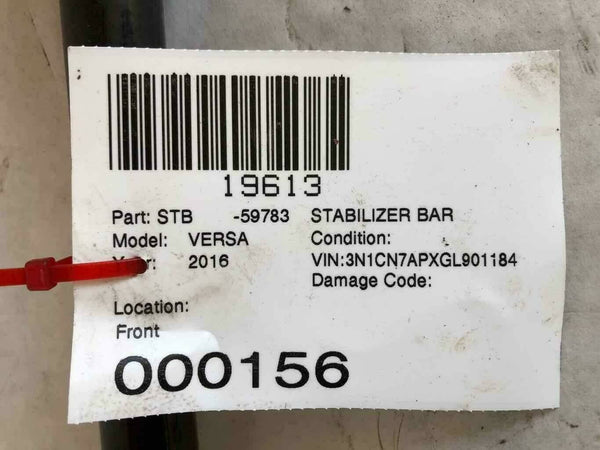 19613
Part: STB -59783 STABILIZER BAR
Model: VERSA Condition:
2016 VIN:3N1CN7APXGL901184
Damage Code:
Location:
Front
000156